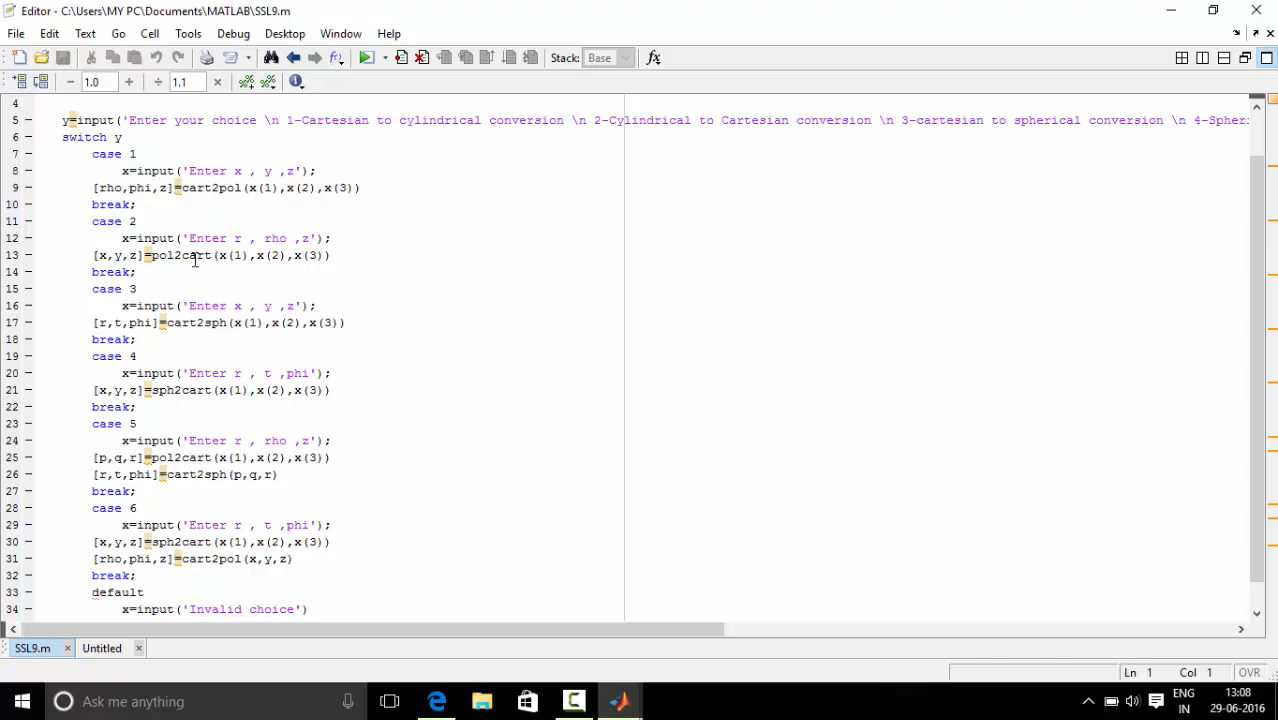 Editor - C:\Users\MY PC\Documents\MATLAB\SSL9.m
File Edit Text Go Cell Tools Debug Desktop Window Help
Stack: Base fx
− 1.0 + ÷ 1.1 ×
4
5 − y=input('Enter your choice \n 1-Cartesian to cylindrical conversion \n 2-Cylindrical to Cartesian conversion \n 3-cartesian to spherical conversion \n 4-Spheri
6 − switch y
7 − case 1
8 − x=input('Enter x , y ,z');
9 − [rho,phi,z]=cart2pol(x(1),x(2),x(3))
10 − break;
11 − case 2
12 − x=input('Enter r , rho ,z');
13 − [x,y,z]=pol2cart(x(1),x(2),x(3))
14 − break;
15 − case 3
16 − x=input('Enter x , y ,z');
17 − [r,t,phi]=cart2sph(x(1),x(2),x(3))
18 − break;
19 − case 4
20 − x=input('Enter r , t ,phi');
21 − [x,y,z]=sph2cart(x(1),x(2),x(3))
22 − break;
23 − case 5
24 − x=input('Enter r , rho ,z');
25 − [p,q,r]=pol2cart(x(1),x(2),x(3))
26 − [r,t,phi]=cart2sph(p,q,r)
27 − break;
28 − case 6
29 − x=input('Enter r , t ,phi');
30 − [x,y,z]=sph2cart(x(1),x(2),x(3))
31 − [rho,phi,z]=cart2pol(x,y,z)
32 − break;
33 − default
34 − x=input('Invalid choice')
SSL9.m × Untitled ×
Ln 1 Col 1 OVR
Ask me anything
ENG
IN
13:08
29-06-2016